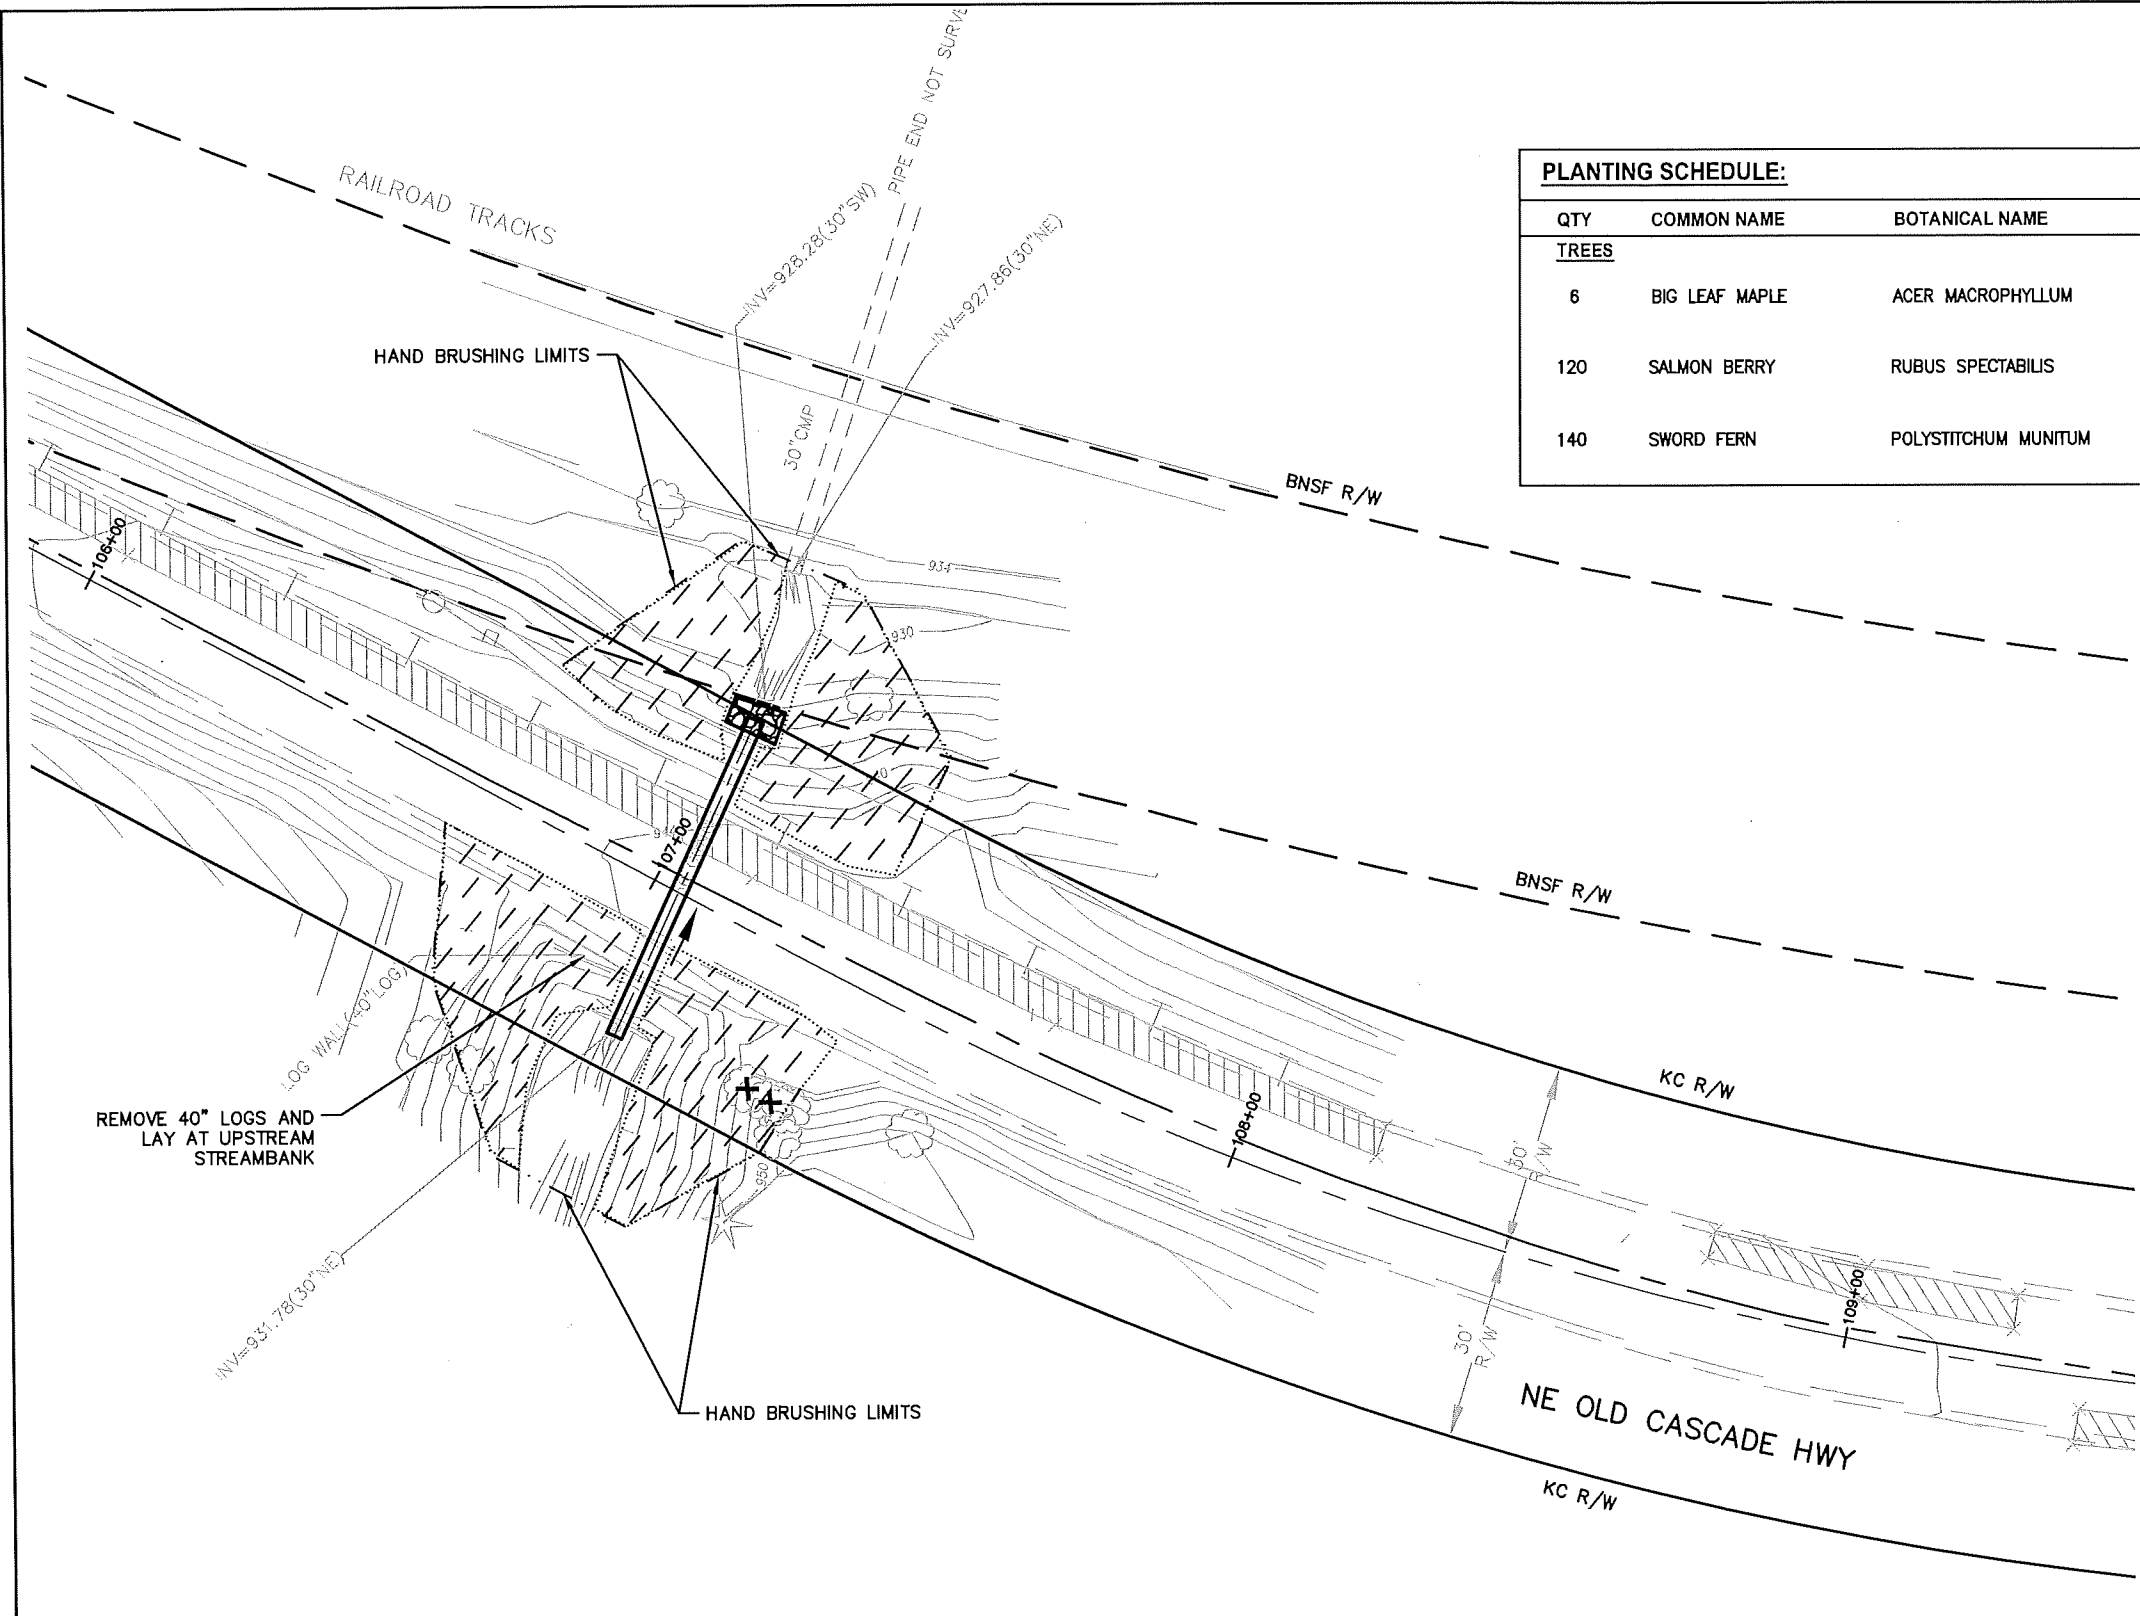 PIPE END NOT SURVE
RAILROAD TRACKS
INV=928.28(30"SW)
INV=927.86(30"NE)
HAND BRUSHING LIMITS
30"CMP
PLANTING SCHEDULE:
QTY COMMON NAME BOTANICAL NAME
TREES
6 BIG LEAF MAPLE ACER MACROPHYLLUM
120 SALMON BERRY RUBUS SPECTABILIS
140 SWORD FERN POLYSTITCHUM MUNITUM
BNSF R/W
106+00
934
930
107+00
BNSF R/W
LOG WALL(40"LOG)
REMOVE 40" LOGS AND
LAY AT UPSTREAM
STREAMBANK
950
108+00
KC R/W
30'
R/W
INV=931.78(30"NE)
HAND BRUSHING LIMITS
30'
R/W
109+00
NE OLD CASCADE HWY
KC R/W